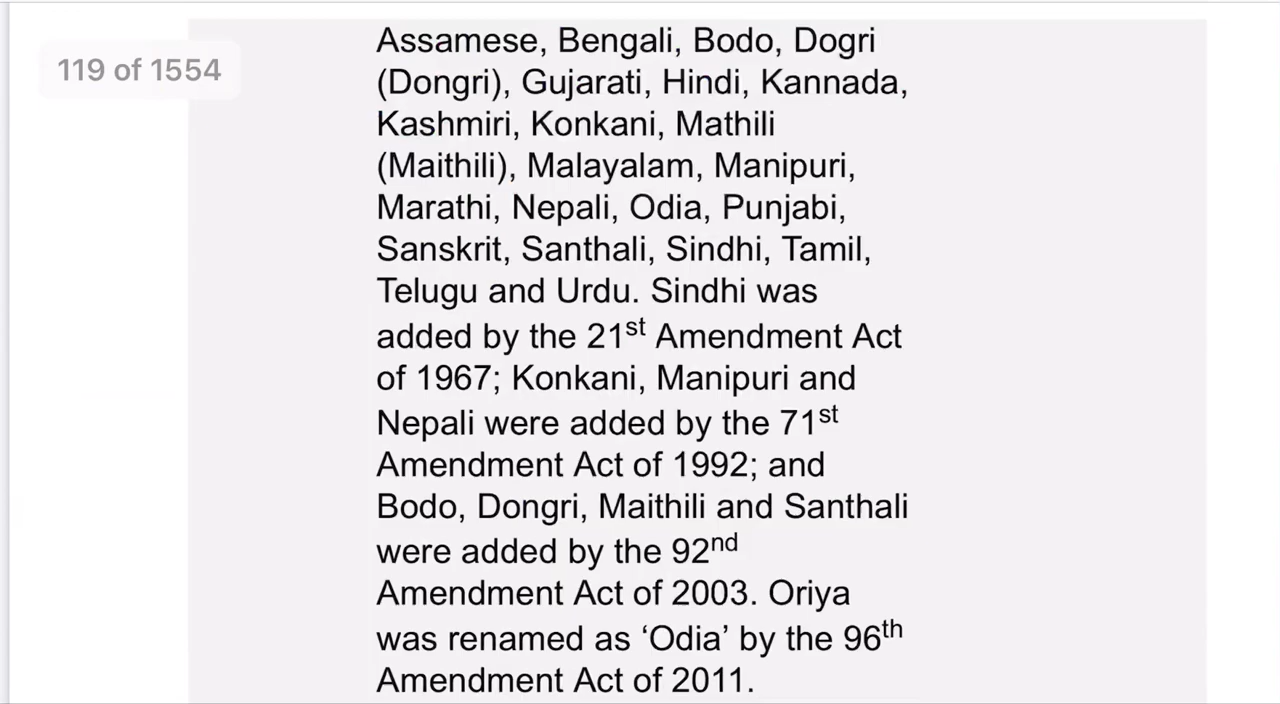 119 of 1554
Assamese, Bengali, Bodo, Dogri
(Dongri), Gujarati, Hindi, Kannada,
Kashmiri, Konkani, Mathili
(Maithili), Malayalam, Manipuri,
Marathi, Nepali, Odia, Punjabi,
Sanskrit, Santhali, Sindhi, Tamil,
Telugu and Urdu. Sindhi was
added by the 21st Amendment Act
of 1967; Konkani, Manipuri and
Nepali were added by the 71st
Amendment Act of 1992; and
Bodo, Dongri, Maithili and Santhali
were added by the 92nd
Amendment Act of 2003. Oriya
was renamed as ‘Odia’ by the 96th
Amendment Act of 2011.